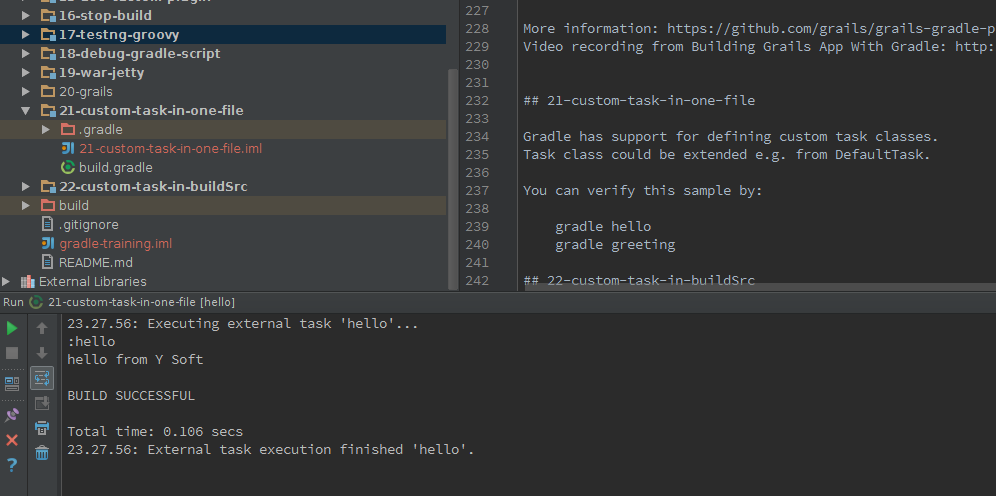 16-stop-build
17-testng-groovy
18-debug-gradle-script
19-war-jetty
20-grails
21-custom-task-in-one-file
.gradle
21-custom-task-in-one-file.iml
build.gradle
22-custom-task-in-buildSrc
build
.gitignore
gradle-training.iml
README.md
External Libraries
227
228 More information: https://github.com/grails/grails-gradle-p
229 Video recording from Building Grails App With Gradle: http:
230
231
232 ## 21-custom-task-in-one-file
233
234 Gradle has support for defining custom task classes.
235 Task class could be extended e.g. from DefaultTask.
236
237 You can verify this sample by:
238
239 gradle hello
240 gradle greeting
241
242 ## 22-custom-task-in-buildSrc
Run 21-custom-task-in-one-file [hello]
23.27.56: Executing external task 'hello'...
:hello
hello from Y Soft
BUILD SUCCESSFUL
Total time: 0.106 secs
23.27.56: External task execution finished 'hello'.